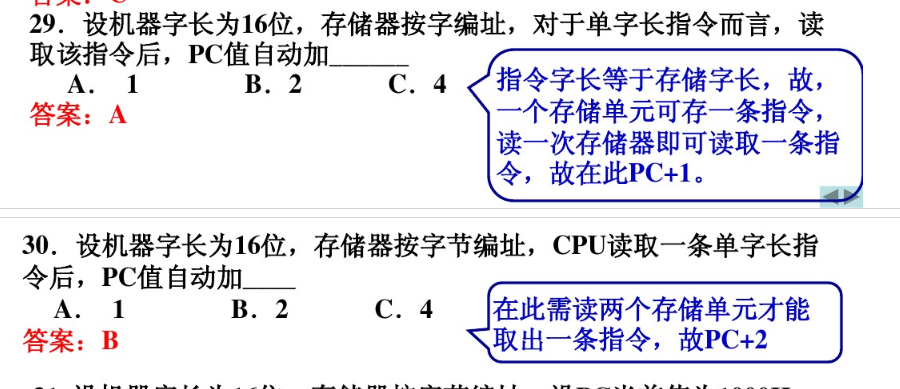 29．设机器字长为16位，存储器按字编址，对于单字长指令而言，读
取该指令后，PC值自动加______
A． 1 B．2 C．4
答案：A
指令字长等于存储字长，故，
一个存储单元可存一条指令，
读一次存储器即可读取一条指
令，故在此PC+1。
30．设机器字长为16位，存储器按字节编址，CPU读取一条单字长指
令后，PC值自动加____
A． 1 B．2 C．4
答案：B
在此需读两个存储单元才能
取出一条指令，故PC+2